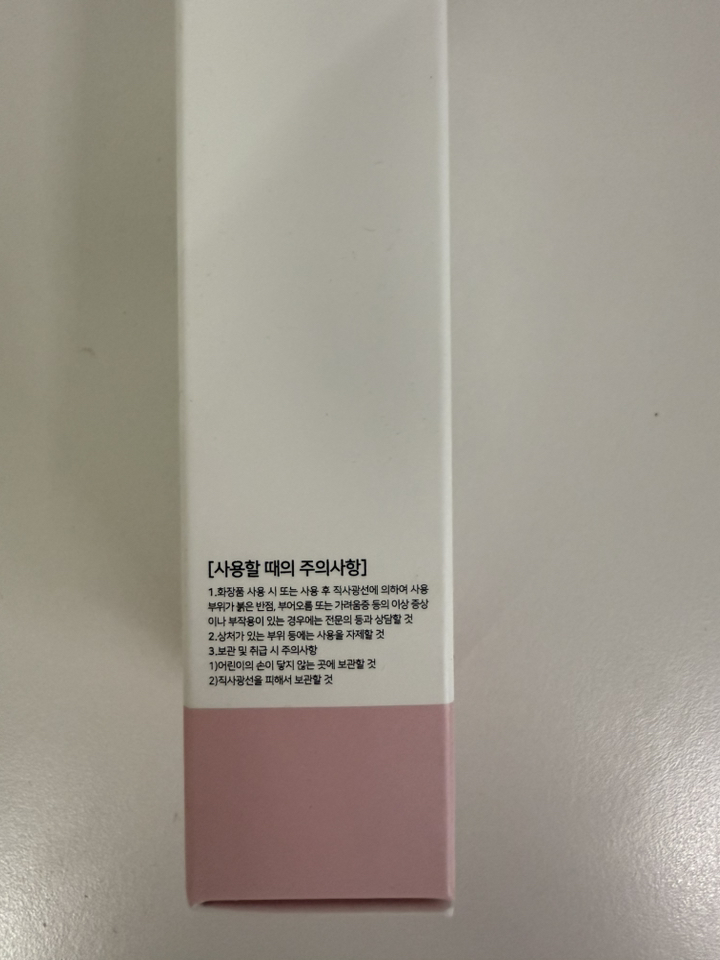 [사용할 때의 주의사항]
1.화장품 사용 시 또는 사용 후 직사광선에 의하여 사용
부위가 붉은 반점, 부어오름 또는 가려움증 등의 이상 증상
이나 부작용이 있는 경우에는 전문의 등과 상담할 것
2.상처가 있는 부위 등에는 사용을 자제할 것
3.보관 및 취급 시 주의사항
1)어린이의 손이 닿지 않는 곳에 보관할 것
2)직사광선을 피해서 보관할 것